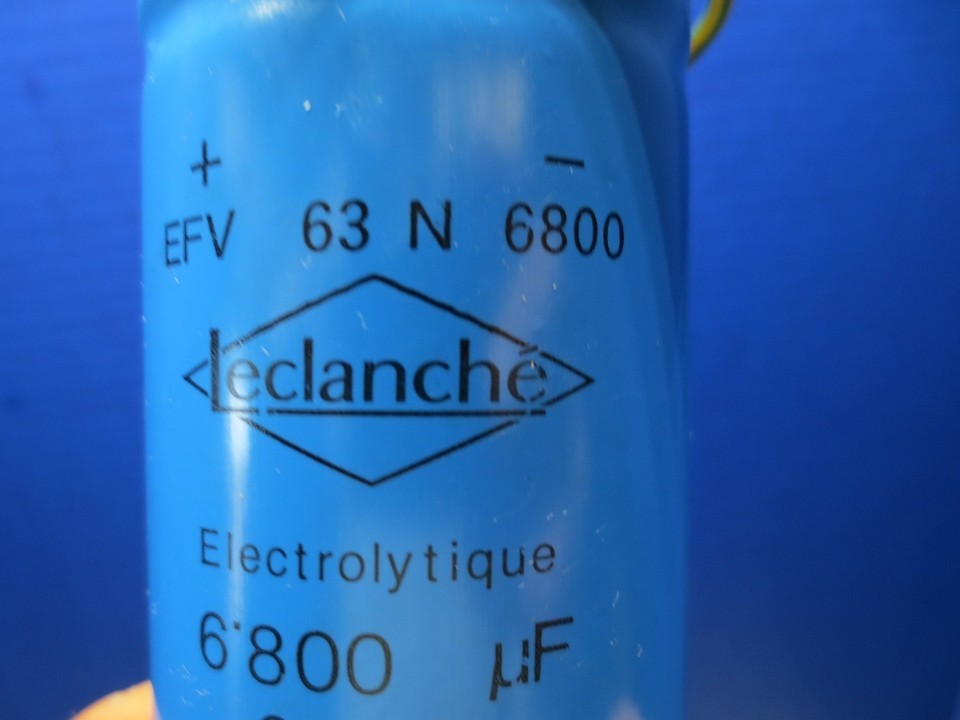 + −
EFV 63 N 6800
Leclanché
Electrolytique
6˙800 µF